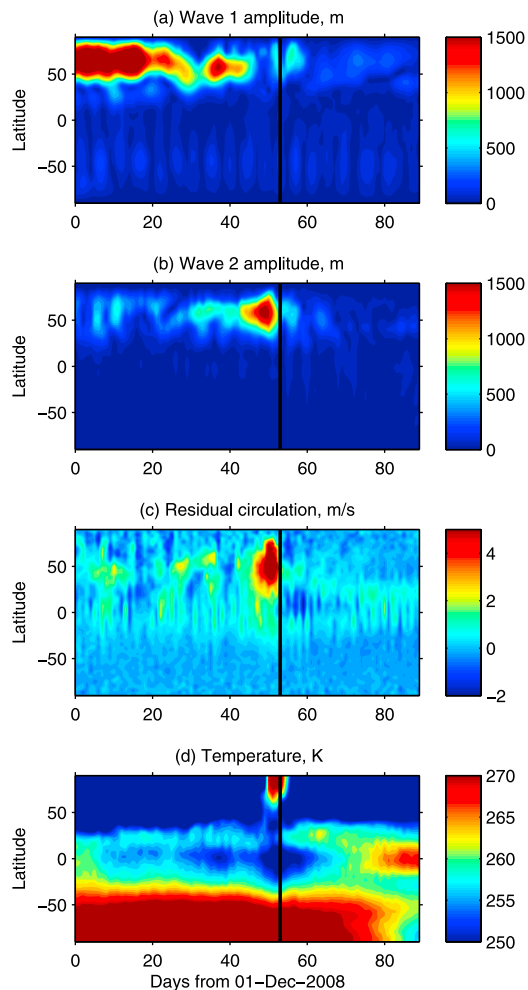 (a) Wave 1 amplitude, m
Latitude
50
0
−50
0 20 40 60 80
1500
1000
500
0
(b) Wave 2 amplitude, m
Latitude
50
0
−50
0 20 40 60 80
1500
1000
500
0
(c) Residual circulation, m/s
Latitude
50
0
−50
0 20 40 60 80
4
2
0
−2
(d) Temperature, K
Latitude
50
0
−50
0 20 40 60 80
270
265
260
255
250
Days from 01−Dec−2008